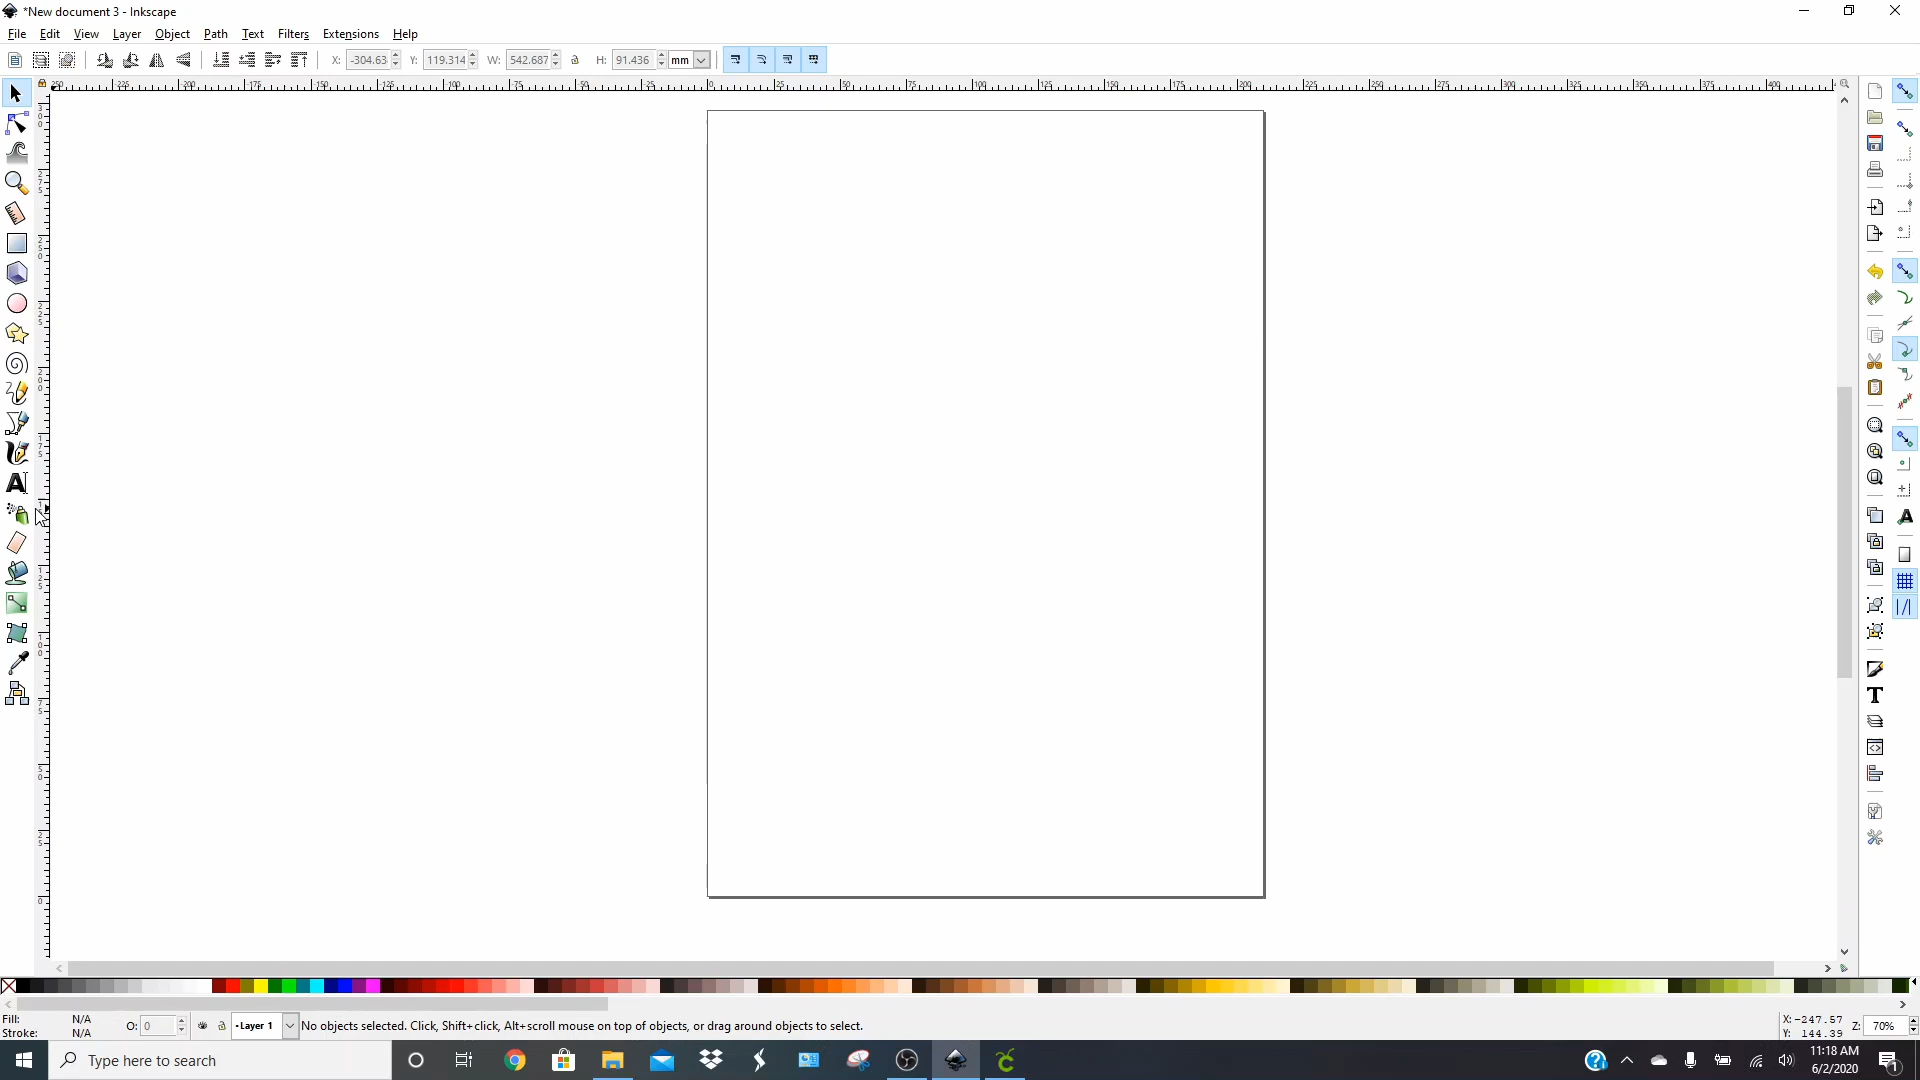 *New document 3 - Inkscape
File Edit View Layer Object Path Text Filters Extensions Help
X: -304.63 Y: 119.314 W: 542.687 H: 91.436 mm
Fill: N/A
Stroke: N/A
O: 0
•Layer 1
No objects selected. Click, Shift+click, Alt+scroll mouse on top of objects, or drag around objects to select.
X: -247.57
Y: 144.39
Z: 70%
Type here to search
11:18 AM
6/2/2020